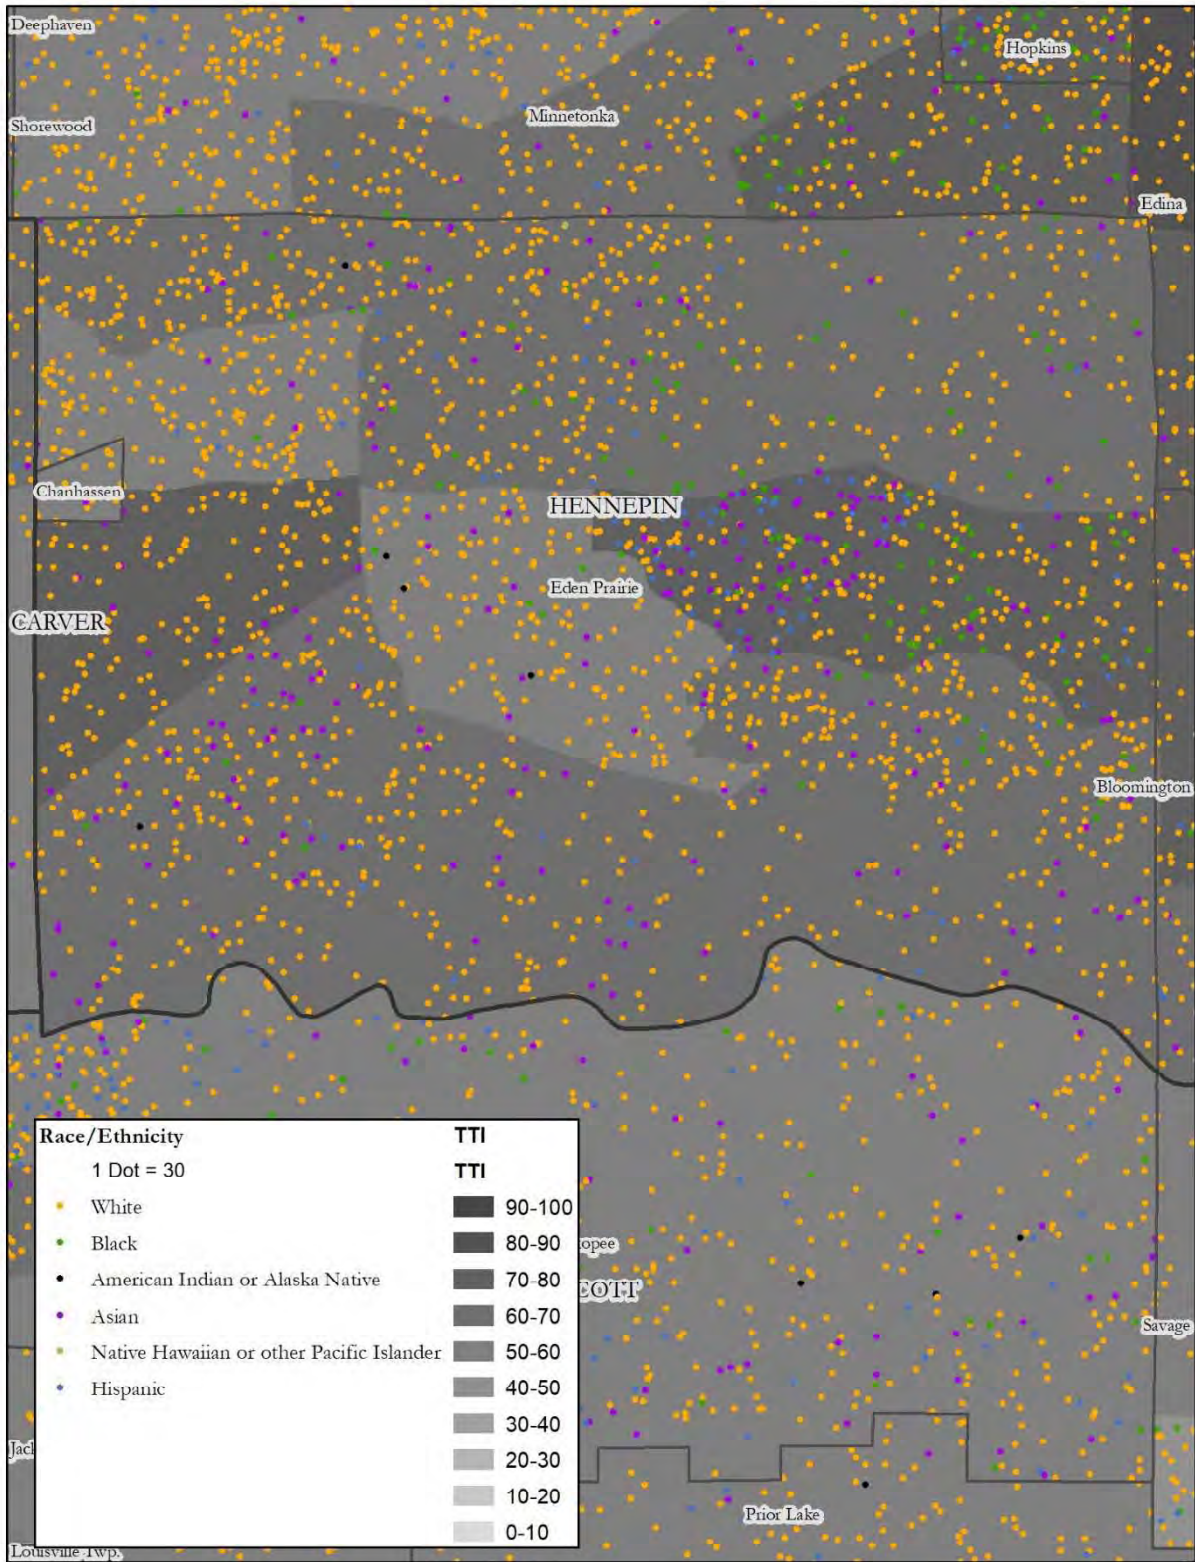 Deephaven
Hopkins
Minnetonka
Shorewood
Edina
Chanhassen
HENNEPIN
Eden Prairie
CARVER
Bloomington
Race/Ethnicity
1 Dot = 30
White
Black
American Indian or Alaska Native
Asian
Native Hawaiian or other Pacific Islander
Hispanic
TTI
TTI
90-100
80-90
70-80
60-70
50-60
40-50
30-40
20-30
10-20
0-10
kopee
COTT
Savage
Jack
Prior Lake
Louisville Twp.